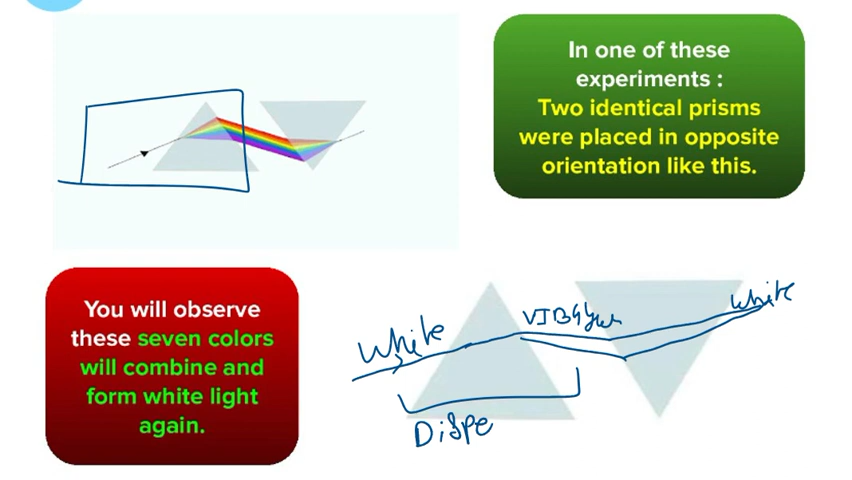 In one of these
experiments :
Two identical prisms
were placed in opposite
orientation like this.
You will observe
these seven colors
will combine and
form white light
again.
White
white
Dispe